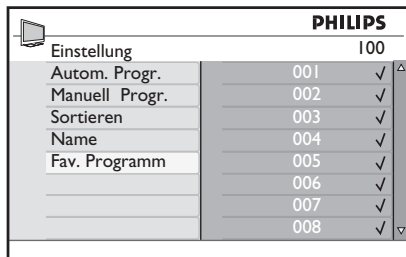 PHILIPS
Einstellung 100
Autom. Progr. 001 ✓
Manuell Progr. 002 ✓
Sortieren 003 ✓
Name 004 ✓
Fav. Programm 005 ✓
006 ✓
007 ✓
008 ✓